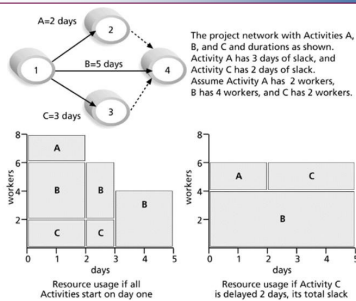 A=2 days
2
The project network with Activities A,
B, and C and durations as shown.
Activity A has 3 days of slack, and
Activity C has 2 days of slack.
Assume Activity A has 2 workers,
B has 4 workers, and C has 2 workers.
1
B=5 days
4
C=3 days
3
8
6
4
2
workers
A
B
B
B
C
C
0 1 2 3 4 5
days
Resource usage if all
Activities start on day one
8
6
4
2
workers
A
C
B
0 1 2 3 4 5
days
Resource usage if Activity C
is delayed 2 days, its total slack